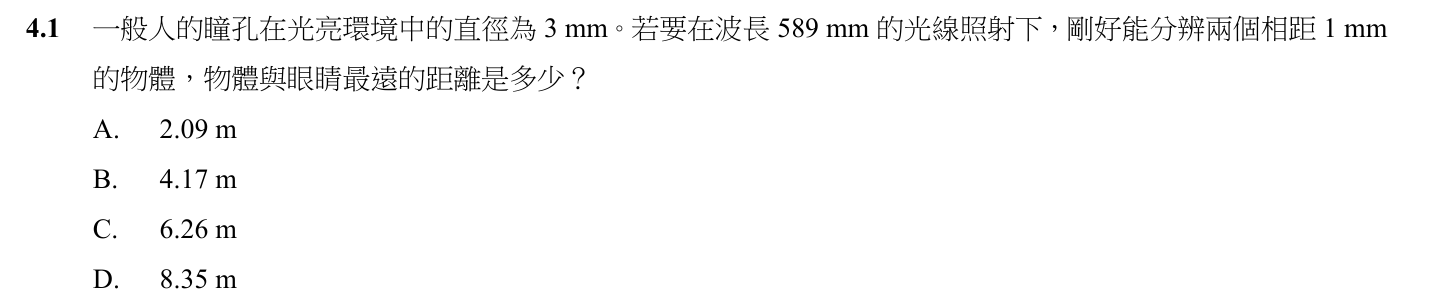 4.1 一般人的瞳孔在光亮環境中的直徑為 3 mm。若要在波長 589 mm 的光線照射下，剛好能分辨兩個相距 1 mm
的物體，物體與眼睛最遠的距離是多少？
A. 2.09 m
B. 4.17 m
C. 6.26 m
D. 8.35 m